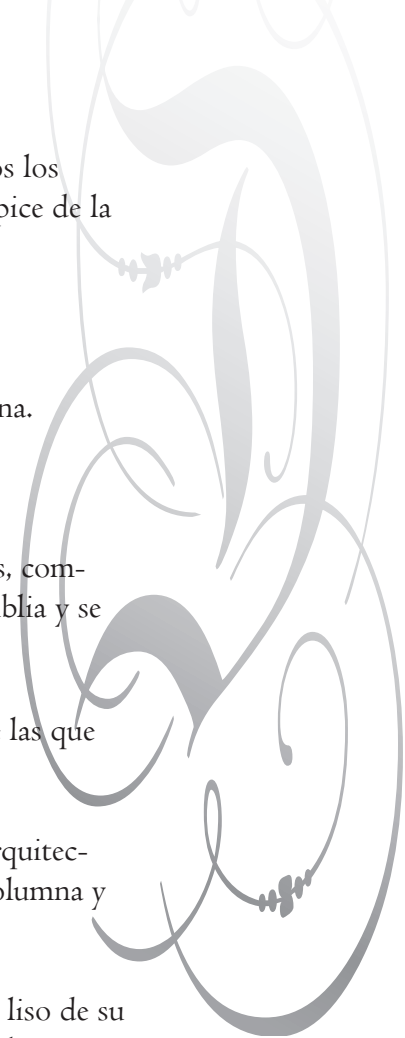 os los
pice de la
na.
s, com-
blia y se
las que
rquitec-
olumna y
liso de su